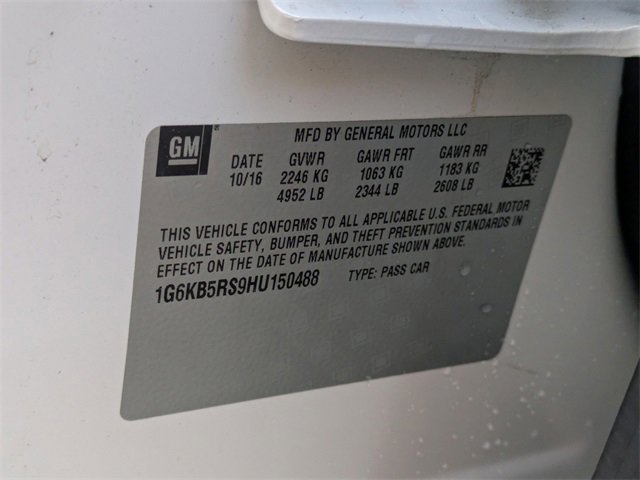 GM
MFD BY GENERAL MOTORS LLC
DATE GVWR GAWR FRT GAWR RR
10/16 2246 KG 1063 KG 1183 KG
4952 LB 2344 LB 2608 LB
THIS VEHICLE CONFORMS TO ALL APPLICABLE U.S. FEDERAL MOTOR
VEHICLE SAFETY, BUMPER, AND THEFT PREVENTION STANDARDS IN
EFFECT ON THE DATE OF MANUFACTURE SHOWN ABOVE.
1G6KB5RS9HU150488 TYPE: PASS CAR